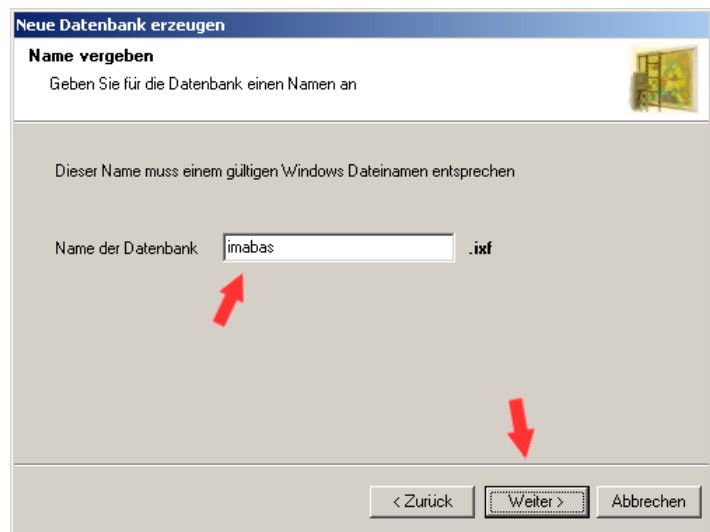 Neue Datenbank erzeugen
Name vergeben
Geben Sie für die Datenbank einen Namen an
Dieser Name muss einem gültigen Windows Dateinamen entsprechen
Name der Datenbank imabas .ixf
< Zurück Weiter > Abbrechen